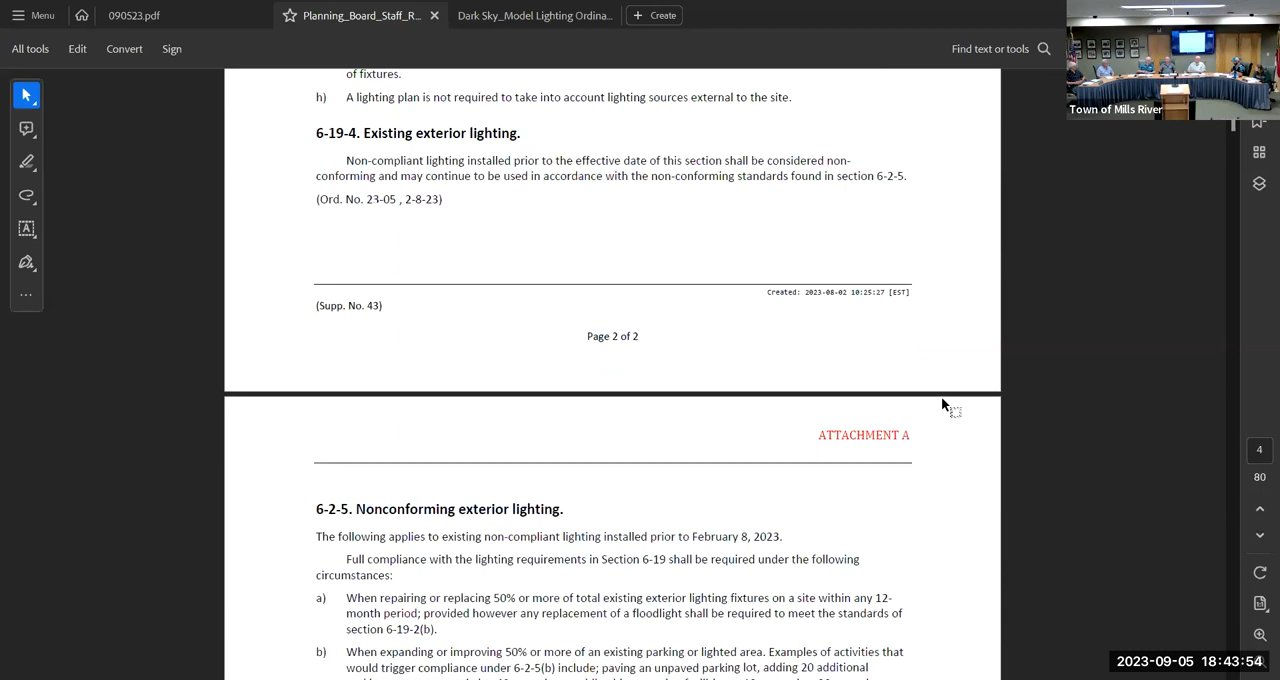 Menu
090523.pdf
Planning_Board_Staff_R...
Dark Sky_Model Lighting Ordina...
Create
All tools
Edit
Convert
Sign
Find text or tools
Town of Mills River
of fixtures.
h) A lighting plan is not required to take into account lighting sources external to the site.
6-19-4. Existing exterior lighting.
Non-compliant lighting installed prior to the effective date of this section shall be considered non-
conforming and may continue to be used in accordance with the non-conforming standards found in section 6-2-5.
(Ord. No. 23-05 , 2-8-23)
Created: 2023-08-02 10:25:27 [EST]
(Supp. No. 43)
Page 2 of 2
ATTACHMENT A
6-2-5. Nonconforming exterior lighting.
The following applies to existing non-compliant lighting installed prior to February 8, 2023.
Full compliance with the lighting requirements in Section 6-19 shall be required under the following
circumstances:
a) When repairing or replacing 50% or more of total existing exterior lighting fixtures on a site within any 12-
month period; provided however any replacement of a floodlight shall be required to meet the standards of
section 6-19-2(b).
b) When expanding or improving 50% or more of an existing parking or lighted area. Examples of activities that
would trigger compliance under 6-2-5(b) include; paving an unpaved parking lot, adding 20 additional
4
80
2023-09-05 18:43:54